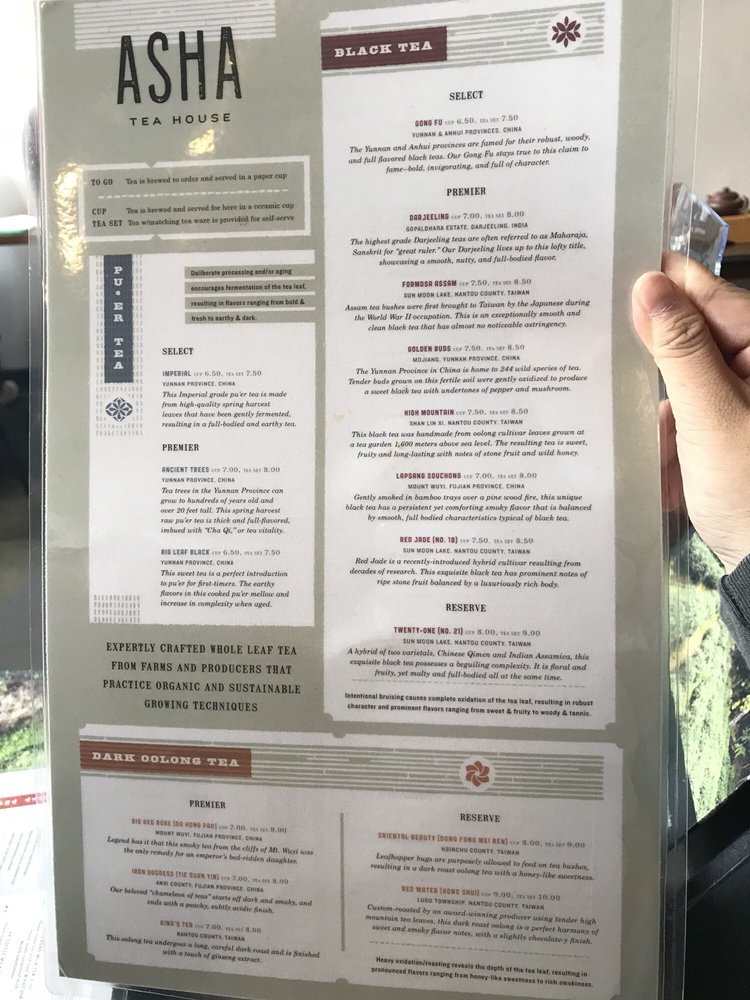 ASHA
TEA HOUSE
TO GO Tea is brewed to order and served in a paper cup
CUP Tea is brewed and served for here in a ceramic cup
TEA SET Tea w/matching tea ware is provided for self-serve
PU•ER TEA
Deliberate processing and/or aging
encourages fermentation of the tea leaf,
resulting in flavors ranging from bold &
fresh to earthy & dark.
SELECT
IMPERIAL CUP 6.50, TEA SET 7.50
YUNNAN PROVINCE, CHINA
This Imperial grade pu'er tea is made
from high-quality spring harvest
leaves that have been gently fermented,
resulting in a full-bodied and earthy tea.
PREMIER
ANCIENT TREES CUP 7.00, TEA SET 8.00
YUNNAN PROVINCE, CHINA
Tea trees in the Yunnan Province can
grow to hundreds of years old and
over 20 feet tall. This spring harvest
raw pu'er tea is thick and full-flavored,
imbued with "Cha Qi," or tea vitality.
BIG LEAF BLACK CUP 6.50, TEA SET 7.50
YUNNAN PROVINCE, CHINA
This sweet tea is a perfect introduction
to pu'er for first-timers. The earthy
flavors in this cooked pu'er mellow and
increase in complexity when aged.
EXPERTLY CRAFTED WHOLE LEAF TEA
FROM FARMS AND PRODUCERS THAT
PRACTICE ORGANIC AND SUSTAINABLE
GROWING TECHNIQUES
BLACK TEA
SELECT
GONG FU CUP 6.50, TEA SET 7.50
YUNNAN & ANHUI PROVINCES, CHINA
The Yunnan and Anhui provinces are famed for their robust, woody,
and full flavored black teas. Our Gong Fu stays true to this claim to
fame--bold, invigorating, and full of character.
PREMIER
DARJEELING CUP 7.00, TEA SET 8.00
GOPALDHARA ESTATE, DARJEELING, INDIA
The highest grade Darjeeling teas are often referred to as Maharaja,
Sanskrit for "great ruler." Our Darjeeling lives up to this lofty title,
showcasing a smooth, nutty, and full-bodied flavor.
FORMOSA ASSAM CUP 7.50, TEA SET 8.50
SUN MOON LAKE, NANTOU COUNTY, TAIWAN
Assam tea bushes were first brought to Taiwan by the Japanese during
the World War II occupation. This is an exceptionally smooth and
clean black tea that has almost no noticeable astringency.
GOLDEN BUDS CUP 7.50, TEA SET 8.50
MOJIANG, YUNNAN PROVINCE, CHINA
The Yunnan Province in China is home to 244 wild species of tea.
Tender buds grown on this fertile soil were gently oxidized to produce
a sweet black tea with undertones of pepper and mushroom.
HIGH MOUNTAIN CUP 7.50, TEA SET 8.50
SHAN LIN XI, NANTOU COUNTY, TAIWAN
This black tea was handmade from oolong cultivar leaves grown at
a tea garden 1,600 meters above sea level. The resulting tea is sweet,
fruity and long-lasting with notes of stone fruit and wild honey.
LAPSANG SOUCHONG CUP 7.00, TEA SET 8.00
MOUNT WUYI, FUJIAN PROVINCE, CHINA
Gently smoked in bamboo trays over a pine wood fire, this unique
black tea has a persistent yet comforting smoky flavor that is balanced
by smooth, full bodied characteristics typical of black tea.
RED JADE (NO. 18) CUP 7.50, TEA SET 8.50
SUN MOON LAKE, NANTOU COUNTY, TAIWAN
Red Jade is a recently-introduced hybrid cultivar resulting from
decades of research. This exquisite black tea has prominent notes of
ripe stone fruit balanced by a luxuriously rich body.
RESERVE
TWENTY-ONE (NO. 21) CUP 8.00, TEA SET 9.00
SUN MOON LAKE, NANTOU COUNTY, TAIWAN
A hybrid of two varietals, Chinese Qimen and Indian Assamica, this
exquisite black tea possesses a beguiling complexity. It is floral and
fruity, yet malty and full-bodied all at the same time.
Intentional bruising causes complete oxidation of the tea leaf, resulting in robust
character and prominent flavors ranging from sweet & fruity to woody & tannic.
DARK OOLONG TEA
PREMIER
BIG RED ROBE (DA HONG PAO) CUP 7.00, TEA SET 8.00
MOUNT WUYI, FUJIAN PROVINCE, CHINA
Legend has it that this smoky tea from the cliffs of Mt. Wuyi was
the only remedy for an emperor's bed-ridden daughter.
IRON GODDESS (TIE GUAN YIN) CUP 7.00, TEA SET 8.00
ANXI COUNTY, FUJIAN PROVINCE, CHINA
Our beloved "chameleon of teas" starts off dark and smoky, and
ends with a peachy, subtly acidic finish.
KING'S TEA CUP 7.00, TEA SET 8.00
NANTOU COUNTY, TAIWAN
This oolong tea undergoes a long, careful dark roast and is finished
with a touch of ginseng extract.
RESERVE
ORIENTAL BEAUTY (DONG FANG MEI REN) CUP 8.00, TEA SET 9.00
HSINCHU COUNTY, TAIWAN
Leafhopper bugs are purposely allowed to feed on tea bushes,
resulting in a dark roast oolong tea with a honey-like sweetness.
RED WATER (HONG SHUI) CUP 9.00, TEA SET 10.00
LUGU TOWNSHIP, NANTOU COUNTY, TAIWAN
Custom-roasted by an award-winning producer using tender high
mountain tea leaves, this dark roast oolong is a perfect harmony of
sweet and smoky flavor notes, with a slightly chocolate-y finish.
Heavy oxidation/roasting reveals the depth of the tea leaf, resulting in
pronounced flavors ranging from honey-like sweetness to rich smokiness.